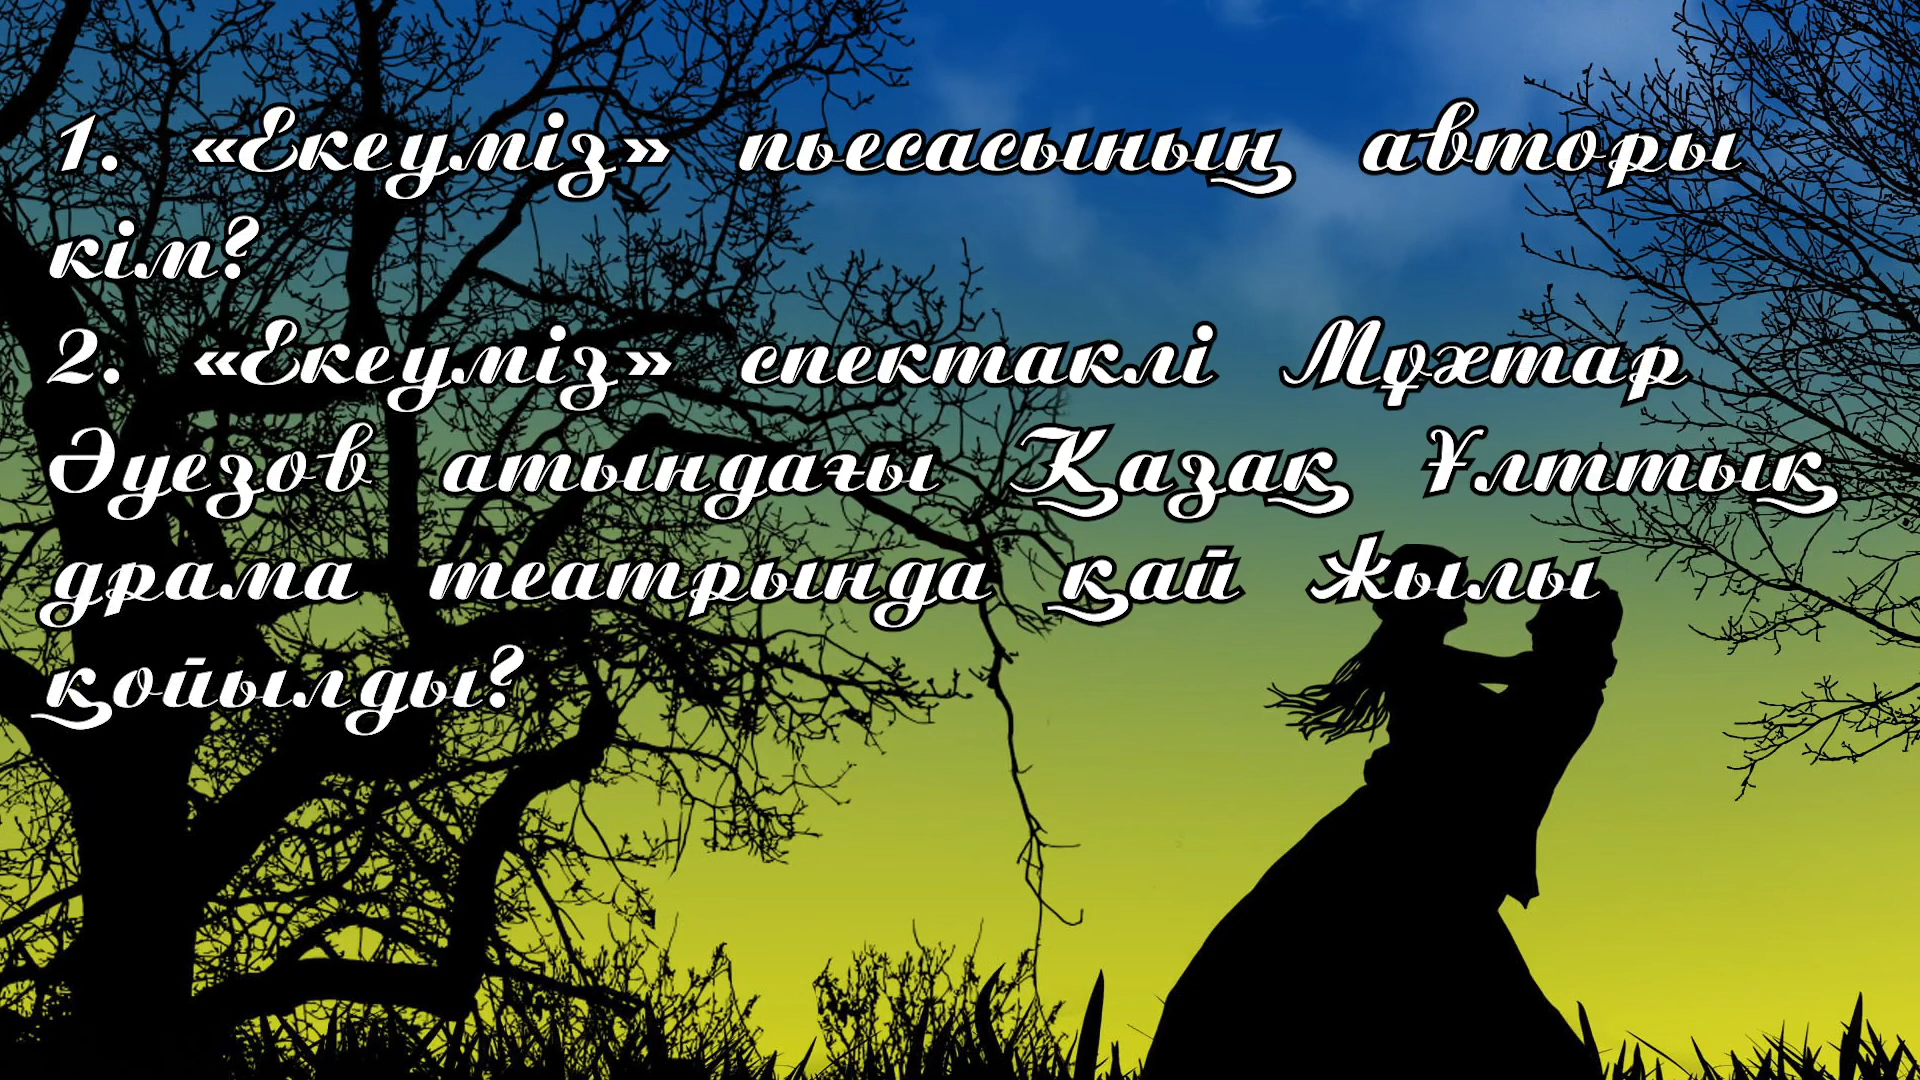 1. «Екеуміз» пьесасының авторы
кім?
2. «Екеуміз» спектаклі Мұхтар
Әуезов атындағы Қазақ Ұлттық
драма театрында қай жылы
қойылды?